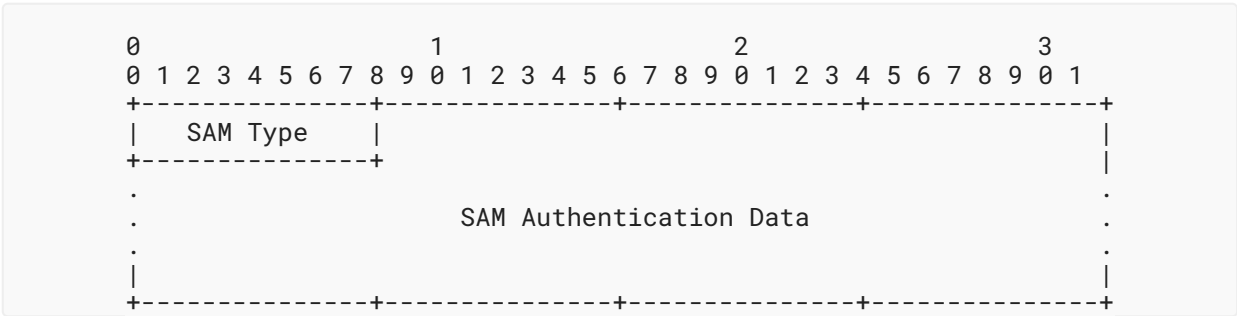 0                   1                   2                   3
0 1 2 3 4 5 6 7 8 9 0 1 2 3 4 5 6 7 8 9 0 1 2 3 4 5 6 7 8 9 0 1
+---------------+---------------+---------------+---------------+
|   SAM Type    |                                               |
+---------------+                                               |
.                                                               .
.                    SAM Authentication Data                    .
.                                                               .
|                                                               |
+---------------+---------------+---------------+---------------+